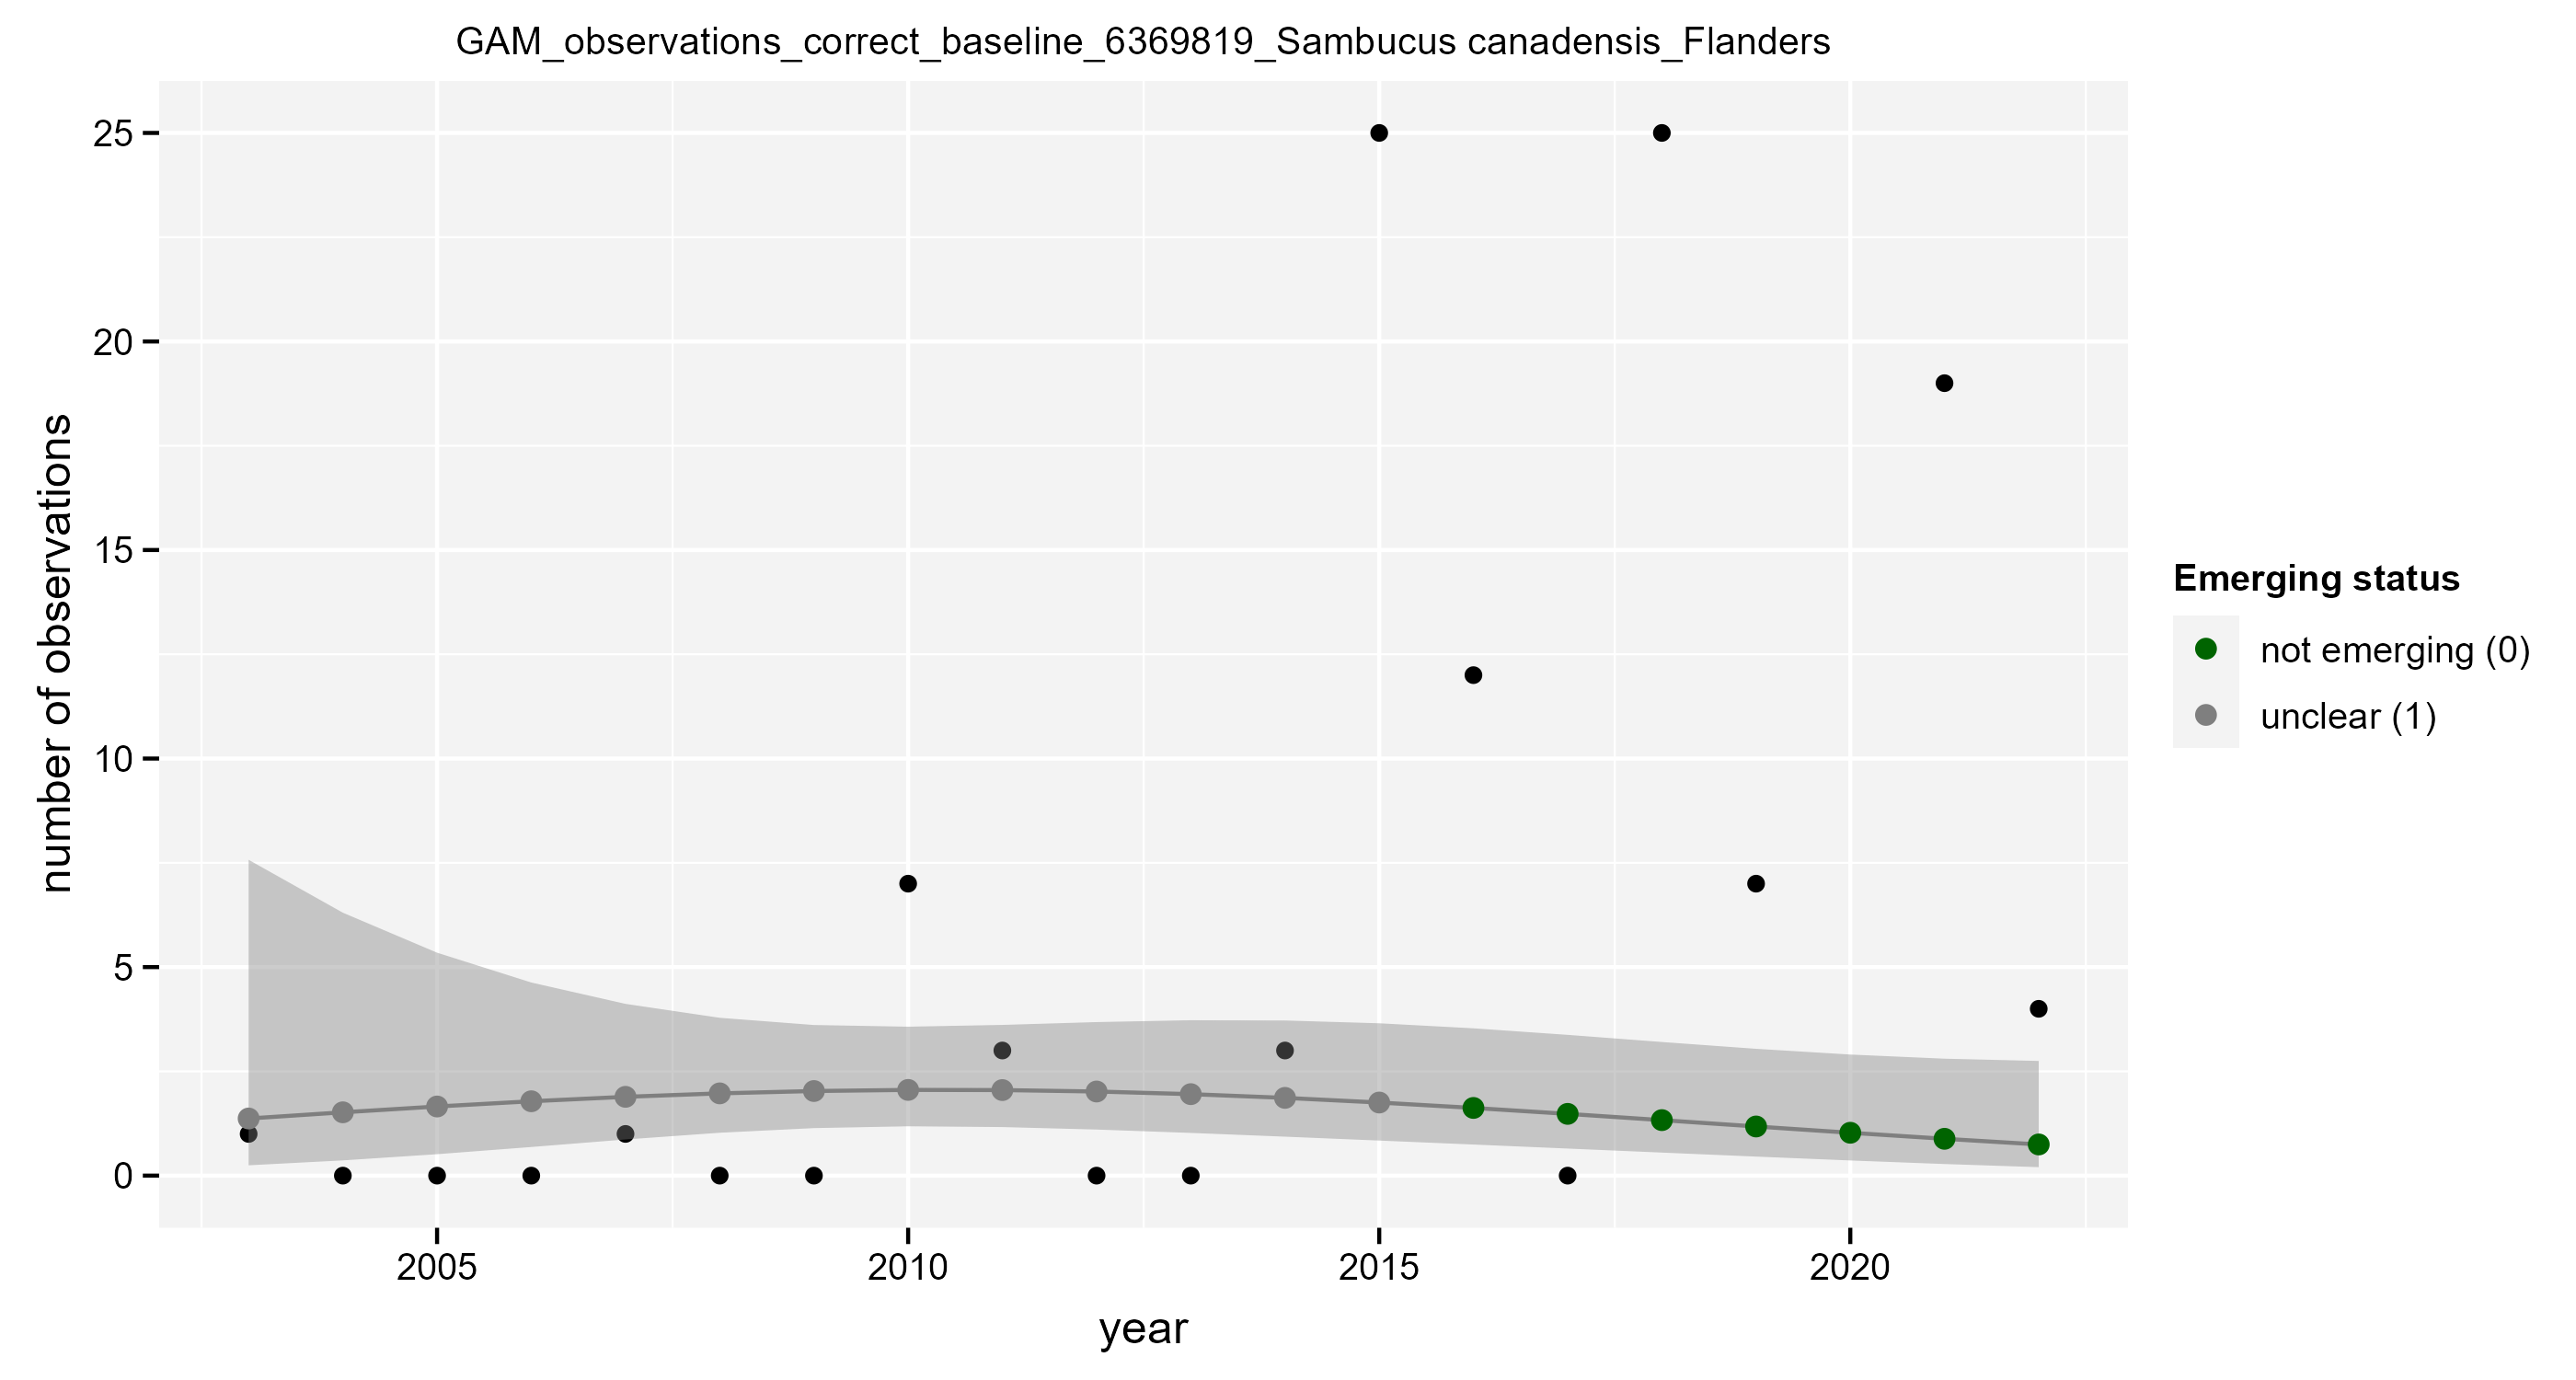 GAM_observations_correct_baseline_6369819_Sambucus canadensis_Flanders
25
20
15
10
5
0
number of observations
2005 2010 2015 2020
year
Emerging status
not emerging (0)
unclear (1)